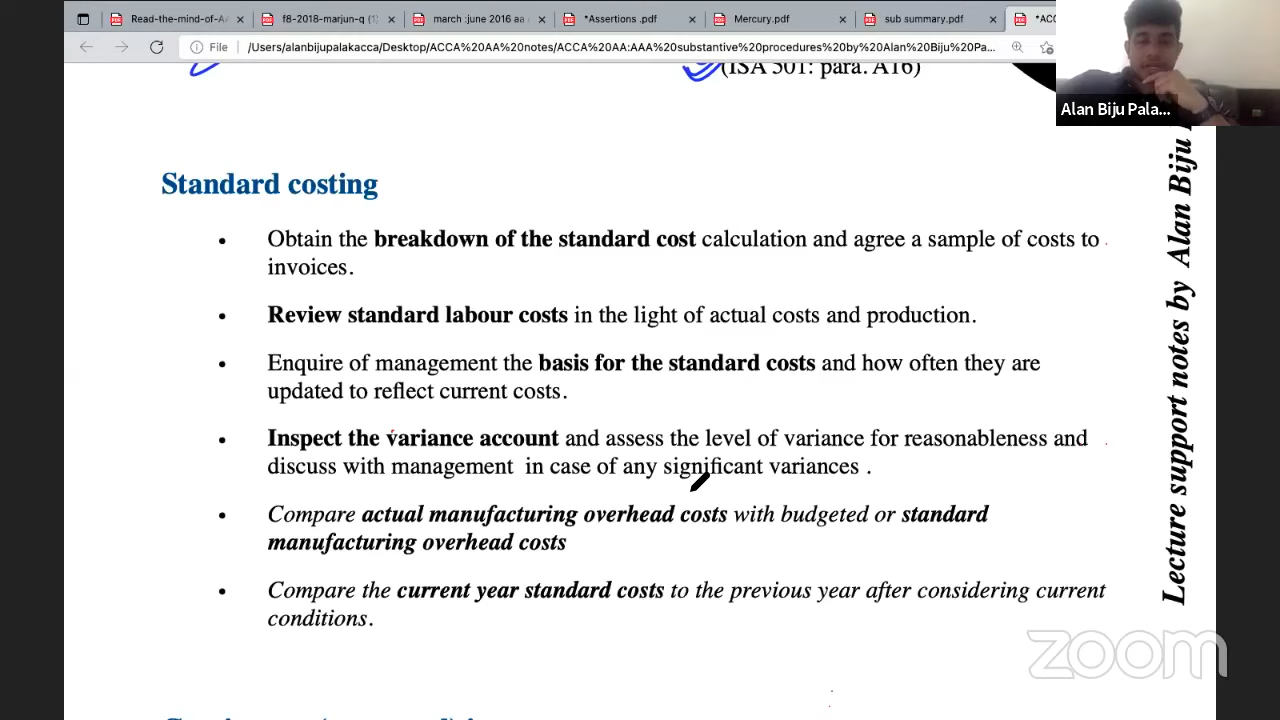 Read-the-mind-of-A
f8-2018-marjun-q (1)
march :june 2016 aa
*Assertions .pdf
Mercury.pdf
sub summary.pdf
*ACC
File
/Users/alanbijupalakacca/Desktop/ACCA%20AA%20notes/ACCA%20AA:AAA%20substantive%20procedures%20by%20Alan%20Biju%20Pa...
(ISA 501: para. A16)
Alan Biju Pala...
Standard costing
• Obtain the breakdown of the standard cost calculation and agree a sample of costs to
invoices.
• Review standard labour costs in the light of actual costs and production.
• Enquire of management the basis for the standard costs and how often they are
updated to reflect current costs.
• Inspect the variance account and assess the level of variance for reasonableness and
discuss with management in case of any significant variances .
• Compare actual manufacturing overhead costs with budgeted or standard
manufacturing overhead costs
• Compare the current year standard costs to the previous year after considering current
conditions.
Lecture support notes by Alan Biju
zoom